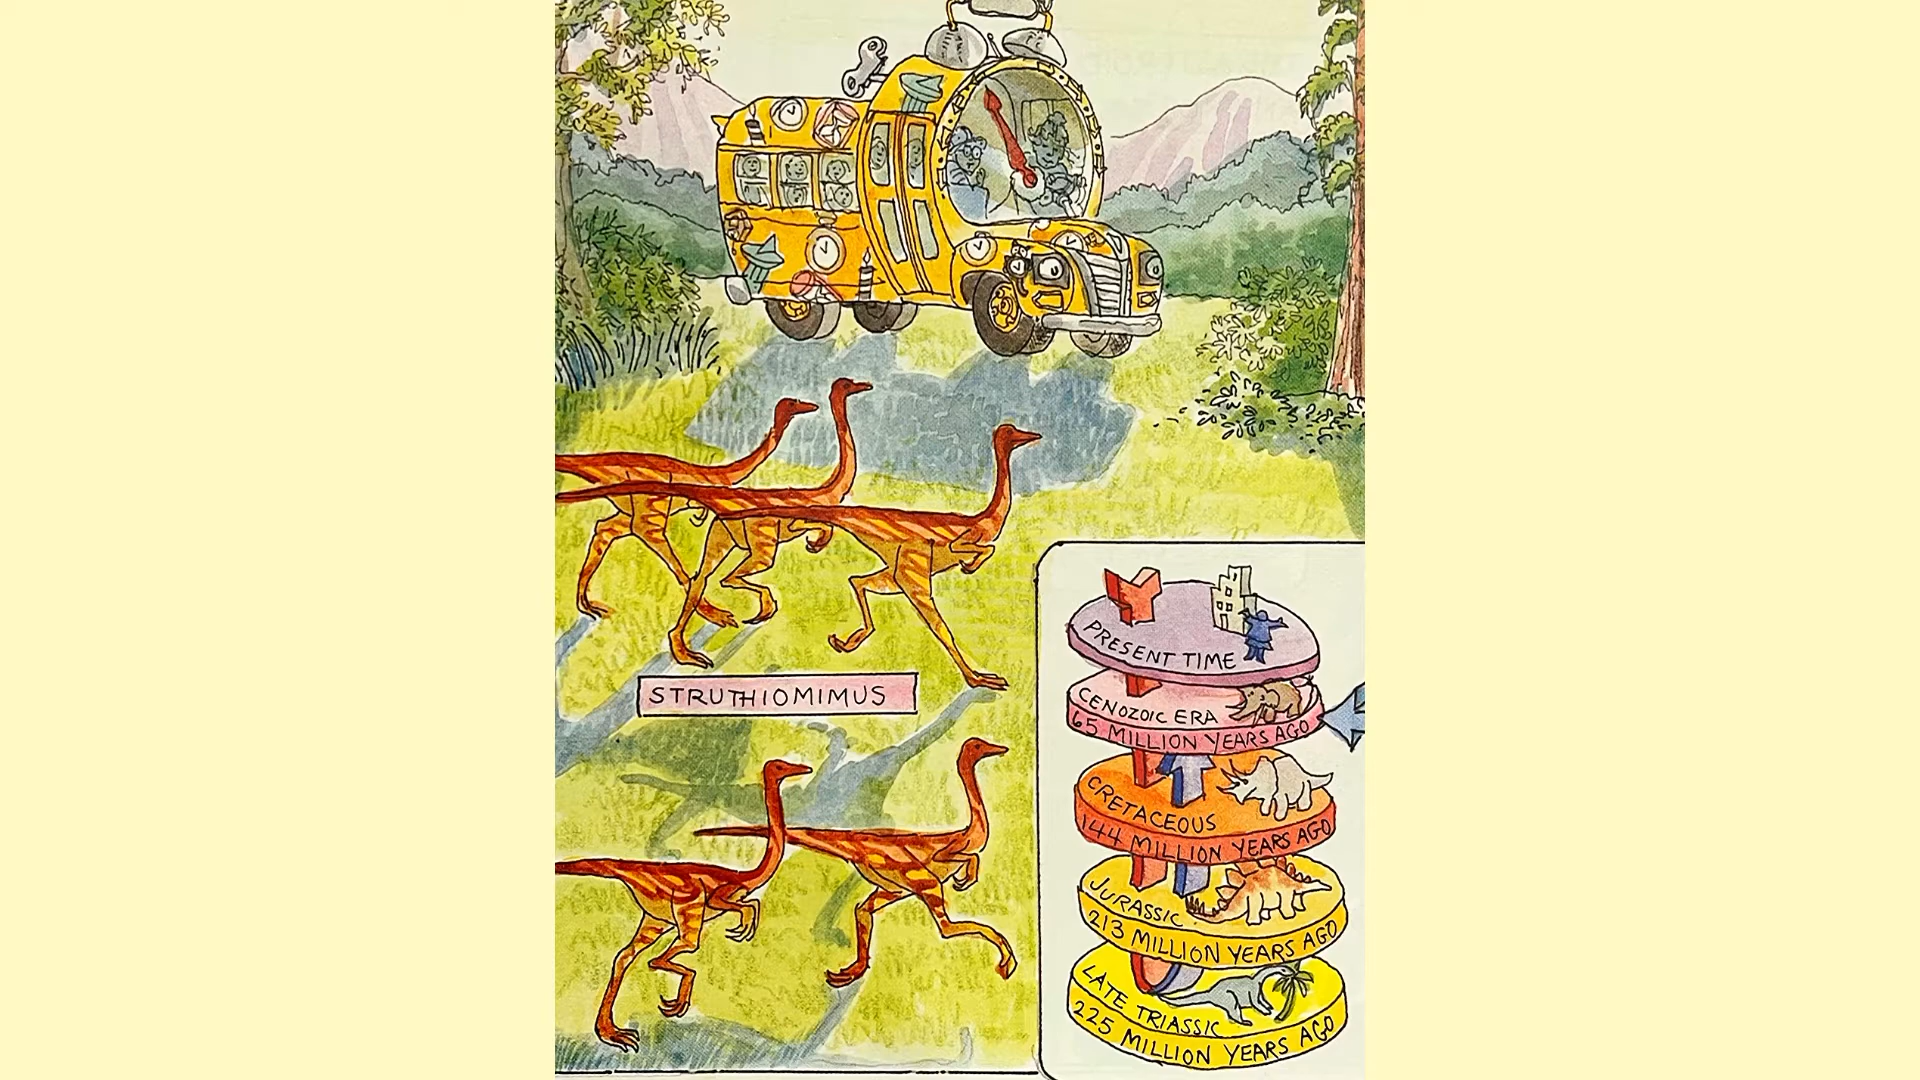 STRUTHIOMIMUS
PRESENT TIME
CENOZOIC ERA
65 MILLION YEARS AGO
CRETACEOUS
144 MILLION YEARS AGO
JURASSIC
213 MILLION YEARS AGO
LATE TRIASSIC
225 MILLION YEARS AGO